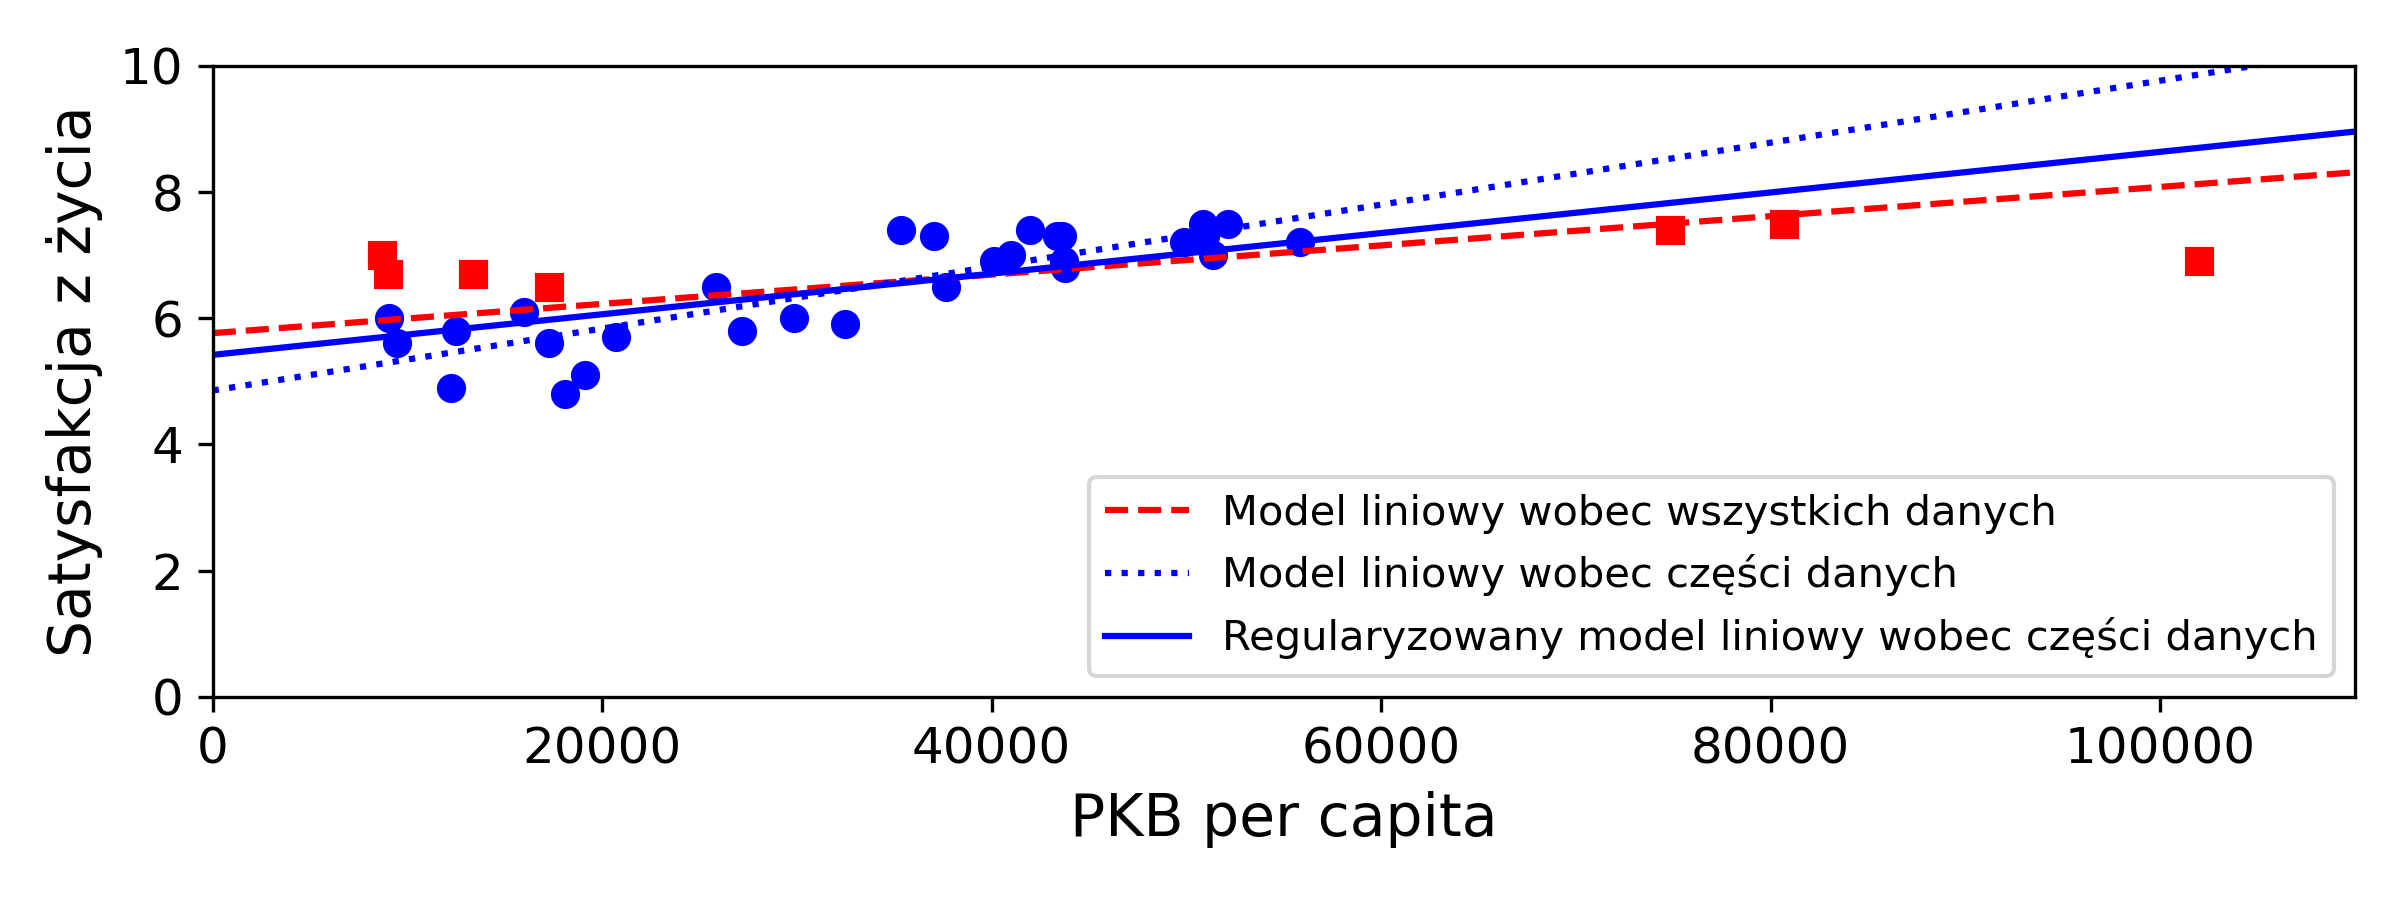 10
8
6
4
2
0
Satysfakcja z życia
0 20000 40000 60000 80000 100000
PKB per capita
Model liniowy wobec wszystkich danych
Model liniowy wobec części danych
Regularyzowany model liniowy wobec części danych